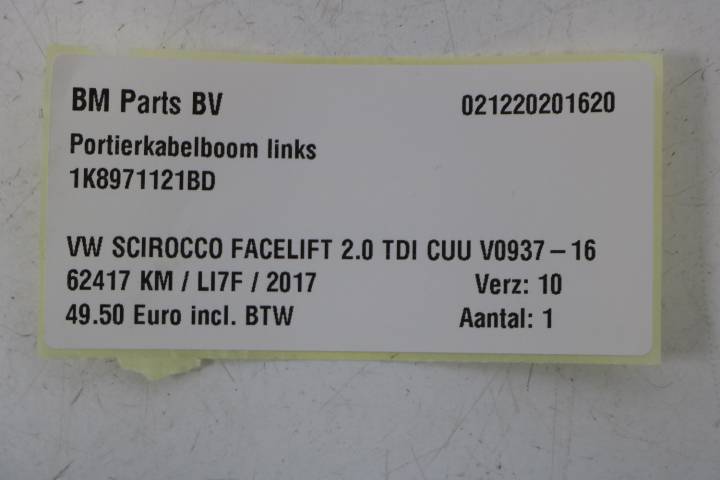 BM Parts BV 021220201620
Portierkabelboom links
1K8971121BD
VW SCIROCCO FACELIFT 2.0 TDI CUU V0937-16
62417 KM / LI7F / 2017 Verz: 10
49.50 Euro incl. BTW Aantal: 1